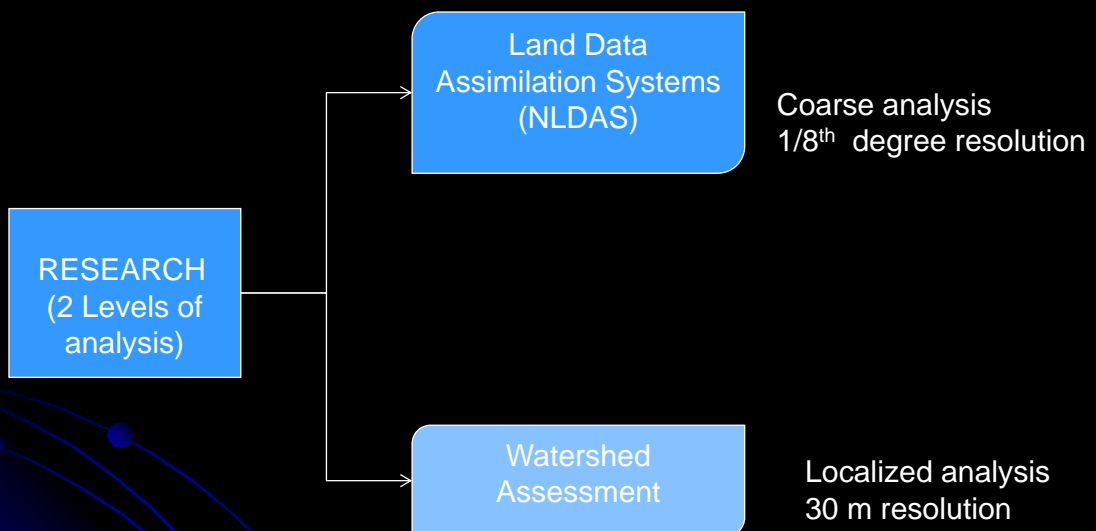 RESEARCH
(2 Levels of
analysis)
Land Data
Assimilation Systems
(NLDAS)
Coarse analysis
1/8th degree resolution
Watershed
Assessment
Localized analysis
30 m resolution